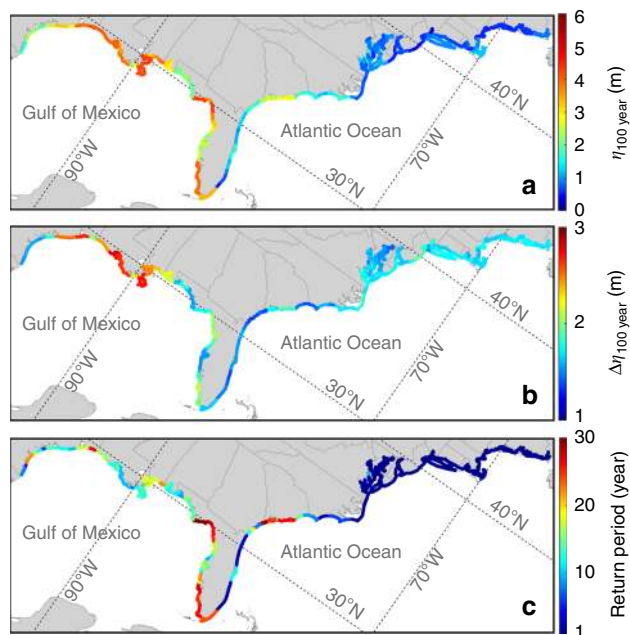 6
5
4
3
2
1
0
η100 year (m)
Gulf of Mexico
Atlantic Ocean
90°W
30°N
70°W
40°N
a
3
2
1
Δη100 year (m)
Gulf of Mexico
Atlantic Ocean
90°W
30°N
70°W
40°N
b
30
20
10
1
Return period (year)
Gulf of Mexico
Atlantic Ocean
90°W
30°N
70°W
40°N
c